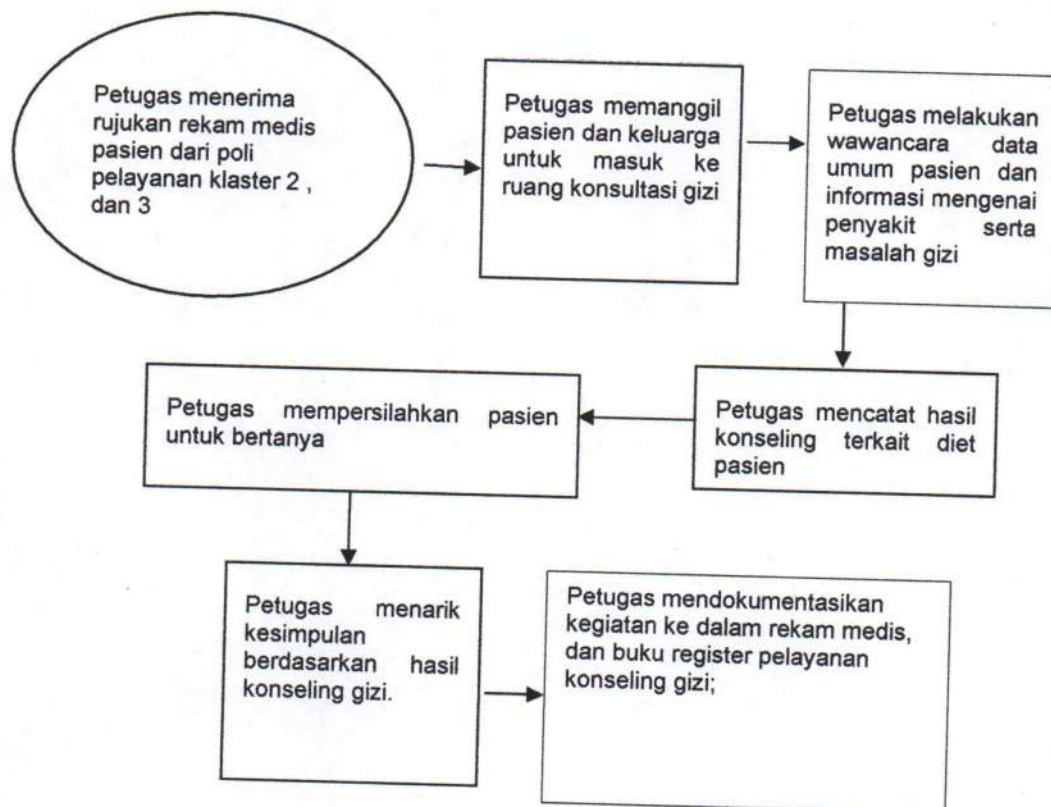 Petugas menerima
rujukan rekam medis
pasien dari poli
pelayanan klaster 2 ,
dan 3
Petugas memanggil
pasien dan keluarga
untuk masuk ke
ruang konsultasi gizi
Petugas melakukan
wawancara data
umum pasien dan
informasi mengenai
penyakit serta
masalah gizi
Petugas mencatat hasil
konseling terkait diet
pasien
Petugas mempersilahkan pasien
untuk bertanya
Petugas menarik
kesimpulan
berdasarkan hasil
konseling gizi.
Petugas mendokumentasikan
kegiatan ke dalam rekam medis,
dan buku register pelayanan
konseling gizi;